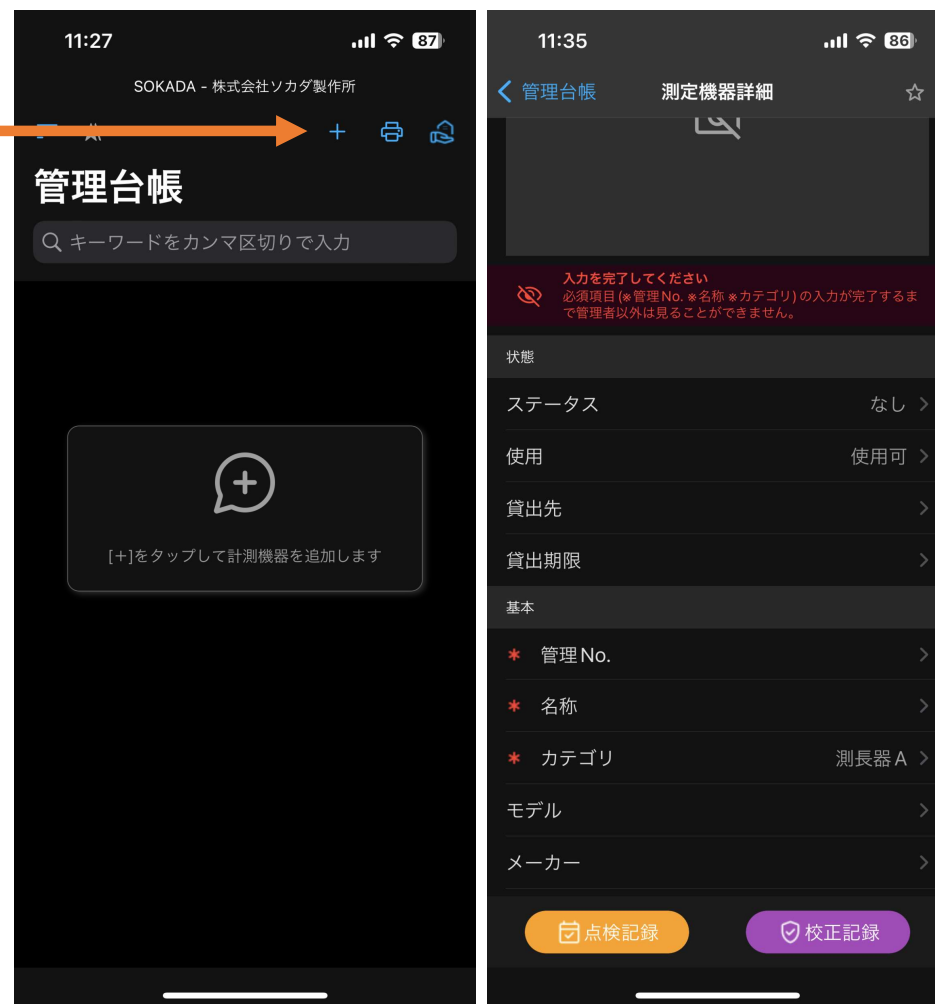 11:27
87
SOKADA - 株式会社ソカダ製作所
管理台帳
キーワードをカンマ区切りで入力
[+]をタップして計測機器を追加します
11:35
86
管理台帳
測定機器詳細
入力を完了してください
必須項目(※管理No. ※名称 ※カテゴリ)の入力が完了するま
で管理者以外は見ることができません。
状態
ステータス なし
使用 使用可
貸出先
貸出期限
基本
* 管理No.
* 名称
* カテゴリ 測長器A
モデル
メーカー
点検記録
校正記録